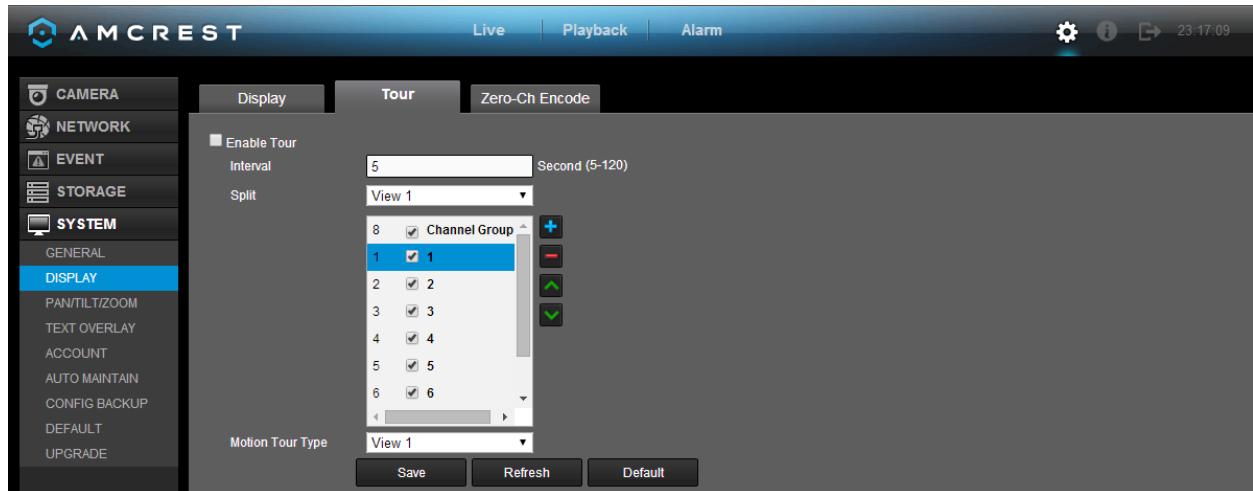 AMCREST
Live Playback Alarm 23:17:09
CAMERA
NETWORK
EVENT
STORAGE
SYSTEM
GENERAL
DISPLAY
PAN/TILT/ZOOM
TEXT OVERLAY
ACCOUNT
AUTO MAINTAIN
CONFIG BACKUP
DEFAULT
UPGRADE
Display Tour Zero-Ch Encode
Enable Tour
Interval 5 Second (5-120)
Split View 1
8 Channel Group
1 1
2 2
3 3
4 4
5 5
6 6
Motion Tour Type View 1
Save Refresh Default